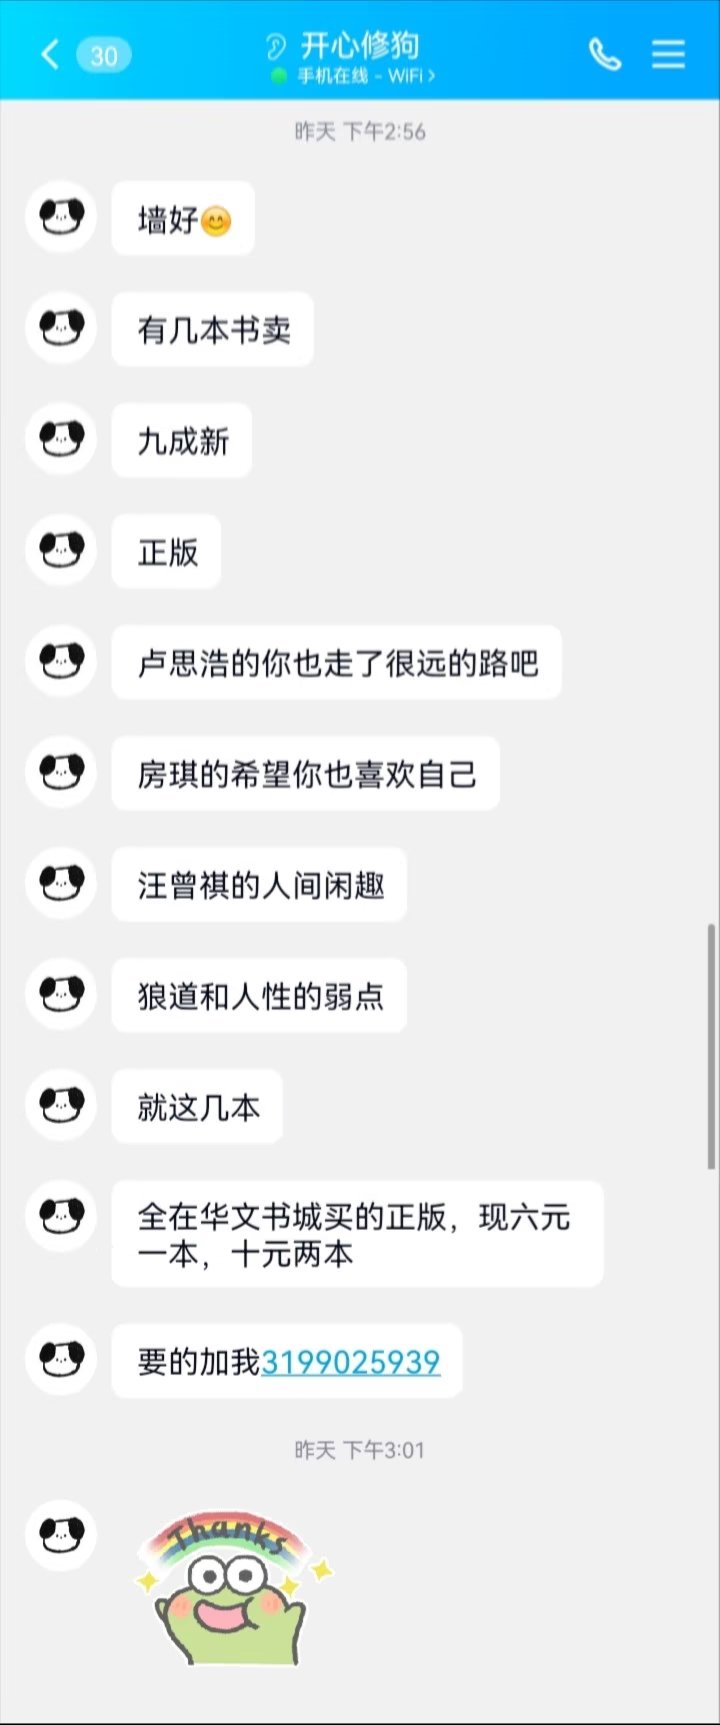 30
开心修狗
手机在线 - WiFi
昨天 下午2:56
墙好😊
有几本书卖
九成新
正版
卢思浩的你也走了很远的路吧
房琪的希望你也喜欢自己
汪曾祺的人间闲趣
狼道和人性的弱点
就这几本
全在华文书城买的正版，现六元
一本，十元两本
要的加我3199025939
昨天 下午3:01
Thanks